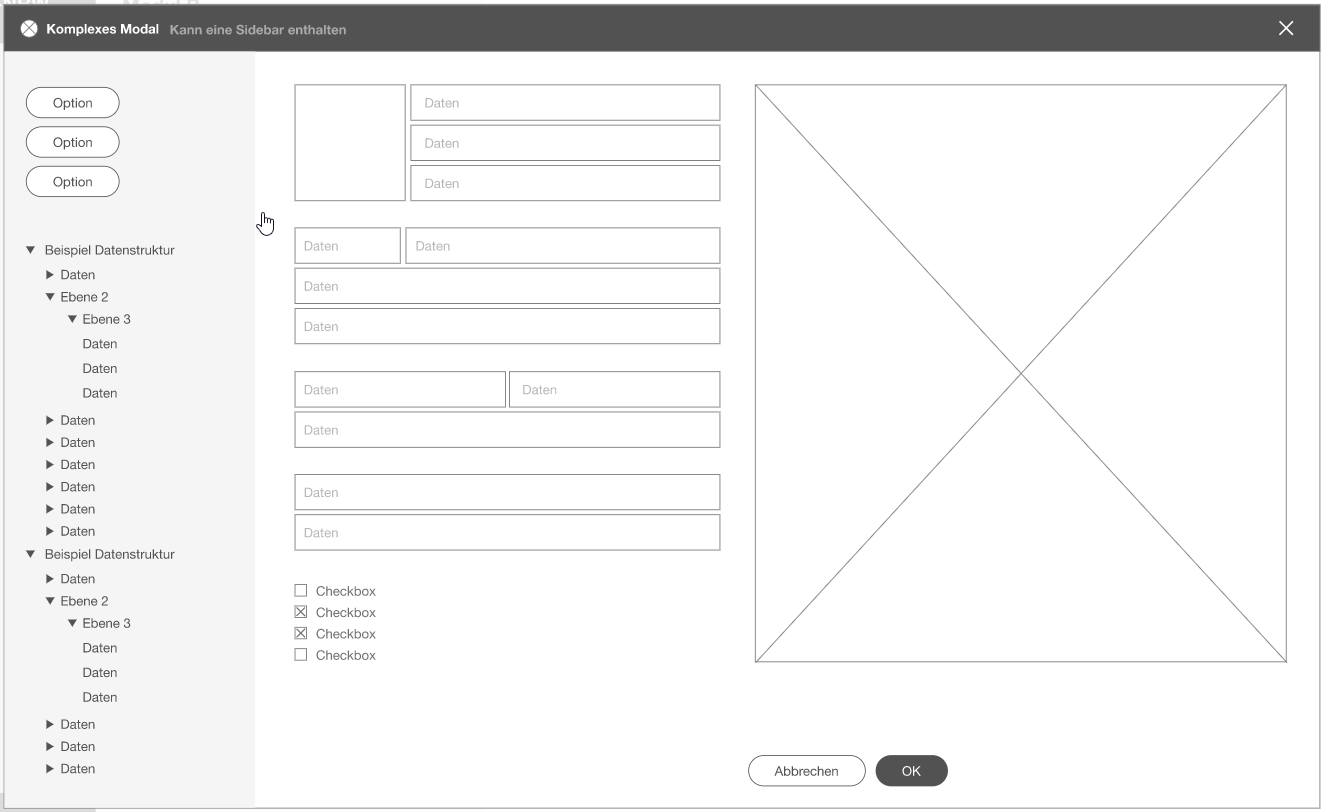 Komplexes Modal Kann eine Sidebar enthalten
Option
Option
Option
Beispiel Datenstruktur
Daten
Ebene 2
Ebene 3
Daten
Daten
Daten
Daten
Daten
Daten
Daten
Daten
Daten
Beispiel Datenstruktur
Daten
Ebene 2
Ebene 3
Daten
Daten
Daten
Daten
Daten
Daten
Daten
Daten
Daten
Daten Daten
Daten
Daten
Daten Daten
Daten
Daten
Daten
Checkbox
Checkbox
Checkbox
Checkbox
Abbrechen OK